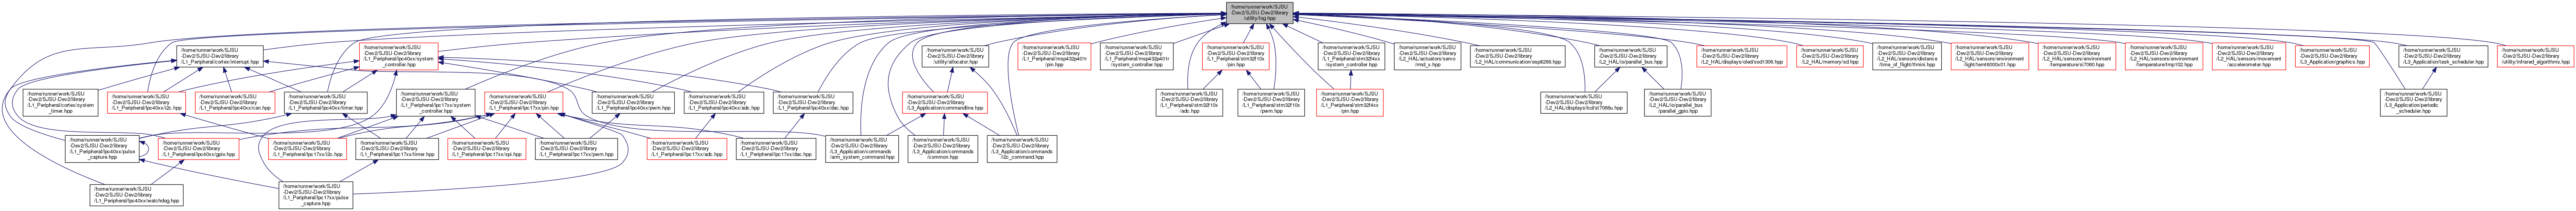 /home/runner/work/SJSU
-Dev2/SJSU-Dev2/library
/utility/log.hpp
/home/runner/work/SJSU
-Dev2/SJSU-Dev2/library
/L1_Peripheral/cortex/interrupt.hpp
/home/runner/work/SJSU
-Dev2/SJSU-Dev2/library
/L1_Peripheral/lpc40xx/system
_controller.hpp
/home/runner/work/SJSU
-Dev2/SJSU-Dev2/library
/utility/allocator.hpp
/home/runner/work/SJSU
-Dev2/SJSU-Dev2/library
/L1_Peripheral/msp432p401r
/pin.hpp
/home/runner/work/SJSU
-Dev2/SJSU-Dev2/library
/L1_Peripheral/msp432p401r
/system_controller.hpp
/home/runner/work/SJSU
-Dev2/SJSU-Dev2/library
/L1_Peripheral/stm32f10x
/pin.hpp
/home/runner/work/SJSU
-Dev2/SJSU-Dev2/library
/L1_Peripheral/stm32f4xx
/system_controller.hpp
/home/runner/work/SJSU
-Dev2/SJSU-Dev2/library
/L2_HAL/actuators/servo
/rmd_x.hpp
/home/runner/work/SJSU
-Dev2/SJSU-Dev2/library
/L2_HAL/communication/esp8266.hpp
/home/runner/work/SJSU
-Dev2/SJSU-Dev2/library
/L2_HAL/io/parallel_bus.hpp
/home/runner/work/SJSU
-Dev2/SJSU-Dev2/library
/L2_HAL/displays/oled/ssd1306.hpp
/home/runner/work/SJSU
-Dev2/SJSU-Dev2/library
/L2_HAL/memory/sd.hpp
/home/runner/work/SJSU
-Dev2/SJSU-Dev2/library
/L2_HAL/sensors/distance
/time_of_flight/tfmini.hpp
/home/runner/work/SJSU
-Dev2/SJSU-Dev2/library
/L2_HAL/sensors/environment
/light/temt6000x01.hpp
/home/runner/work/SJSU
-Dev2/SJSU-Dev2/library
/L2_HAL/sensors/environment
/temperature/si7060.hpp
/home/runner/work/SJSU
-Dev2/SJSU-Dev2/library
/L2_HAL/sensors/environment
/temperature/tmp102.hpp
/home/runner/work/SJSU
-Dev2/SJSU-Dev2/library
/L2_HAL/sensors/movement
/accelerometer.hpp
/home/runner/work/SJSU
-Dev2/SJSU-Dev2/library
/L3_Application/graphics.hpp
/home/runner/work/SJSU
-Dev2/SJSU-Dev2/library
/L3_Application/task_scheduler.hpp
/home/runner/work/SJSU
-Dev2/SJSU-Dev2/library
/utility/infrared_algorithms.hpp
/home/runner/work/SJSU
-Dev2/SJSU-Dev2/library
/L1_Peripheral/cortex/system
_timer.hpp
/home/runner/work/SJSU
-Dev2/SJSU-Dev2/library
/L1_Peripheral/lpc40xx/i2c.hpp
/home/runner/work/SJSU
-Dev2/SJSU-Dev2/library
/L1_Peripheral/lpc40xx/can.hpp
/home/runner/work/SJSU
-Dev2/SJSU-Dev2/library
/L1_Peripheral/lpc40xx/timer.hpp
/home/runner/work/SJSU
-Dev2/SJSU-Dev2/library
/L1_Peripheral/lpc17xx/system
_controller.hpp
/home/runner/work/SJSU
-Dev2/SJSU-Dev2/library
/L1_Peripheral/lpc17xx/pin.hpp
/home/runner/work/SJSU
-Dev2/SJSU-Dev2/library
/L1_Peripheral/lpc40xx/pwm.hpp
/home/runner/work/SJSU
-Dev2/SJSU-Dev2/library
/L1_Peripheral/lpc40xx/adc.hpp
/home/runner/work/SJSU
-Dev2/SJSU-Dev2/library
/L1_Peripheral/lpc40xx/dac.hpp
/home/runner/work/SJSU
-Dev2/SJSU-Dev2/library
/L3_Application/commandline.hpp
/home/runner/work/SJSU
-Dev2/SJSU-Dev2/library
/L1_Peripheral/stm32f10x
/adc.hpp
/home/runner/work/SJSU
-Dev2/SJSU-Dev2/library
/L1_Peripheral/stm32f10x
/pwm.hpp
/home/runner/work/SJSU
-Dev2/SJSU-Dev2/library
/L1_Peripheral/stm32f4xx
/pin.hpp
/home/runner/work/SJSU
-Dev2/SJSU-Dev2/library
/L2_HAL/displays/lcd/st7066u.hpp
/home/runner/work/SJSU
-Dev2/SJSU-Dev2/library
/L2_HAL/io/parallel_bus
/parallel_gpio.hpp
/home/runner/work/SJSU
-Dev2/SJSU-Dev2/library
/L3_Application/periodic
_scheduler.hpp
/home/runner/work/SJSU
-Dev2/SJSU-Dev2/library
/L1_Peripheral/lpc40xx/pulse
_capture.hpp
/home/runner/work/SJSU
-Dev2/SJSU-Dev2/library
/L1_Peripheral/lpc40xx/gpio.hpp
/home/runner/work/SJSU
-Dev2/SJSU-Dev2/library
/L1_Peripheral/lpc17xx/i2c.hpp
/home/runner/work/SJSU
-Dev2/SJSU-Dev2/library
/L1_Peripheral/lpc17xx/timer.hpp
/home/runner/work/SJSU
-Dev2/SJSU-Dev2/library
/L1_Peripheral/lpc17xx/spi.hpp
/home/runner/work/SJSU
-Dev2/SJSU-Dev2/library
/L1_Peripheral/lpc17xx/pwm.hpp
/home/runner/work/SJSU
-Dev2/SJSU-Dev2/library
/L1_Peripheral/lpc17xx/adc.hpp
/home/runner/work/SJSU
-Dev2/SJSU-Dev2/library
/L1_Peripheral/lpc17xx/dac.hpp
/home/runner/work/SJSU
-Dev2/SJSU-Dev2/library
/L3_Application/commands
/arm_system_command.hpp
/home/runner/work/SJSU
-Dev2/SJSU-Dev2/library
/L3_Application/commands
/common.hpp
/home/runner/work/SJSU
-Dev2/SJSU-Dev2/library
/L3_Application/commands
/i2c_command.hpp
/home/runner/work/SJSU
-Dev2/SJSU-Dev2/library
/L1_Peripheral/lpc40xx/watchdog.hpp
/home/runner/work/SJSU
-Dev2/SJSU-Dev2/library
/L1_Peripheral/lpc17xx/pulse
_capture.hpp